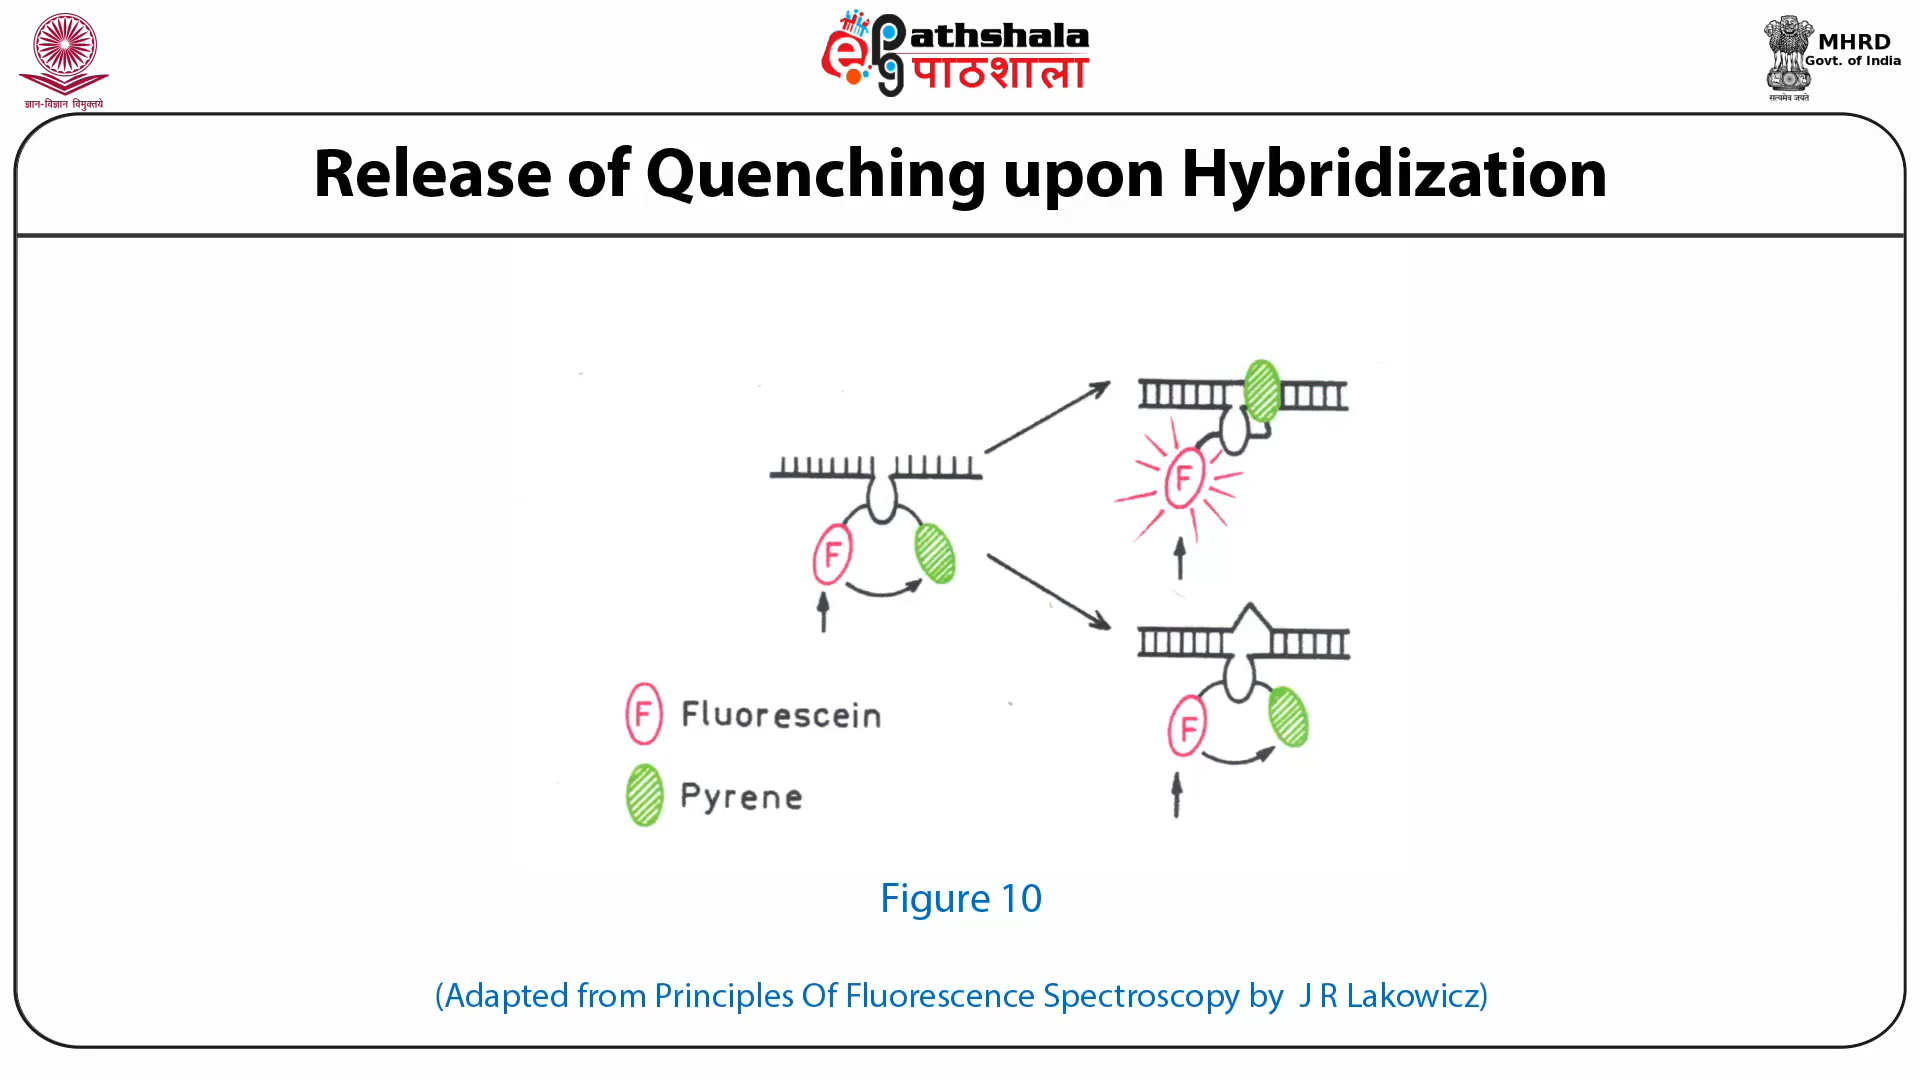 ज्ञान-विज्ञान विमुक्तये
ePathshala
पाठशाला
MHRD
Govt. of India
सत्यमेव जयते
Release of Quenching upon Hybridization
F
F
F
F
F Fluorescein
Pyrene
Figure 10
(Adapted from Principles Of Fluorescence Spectroscopy by J R Lakowicz)